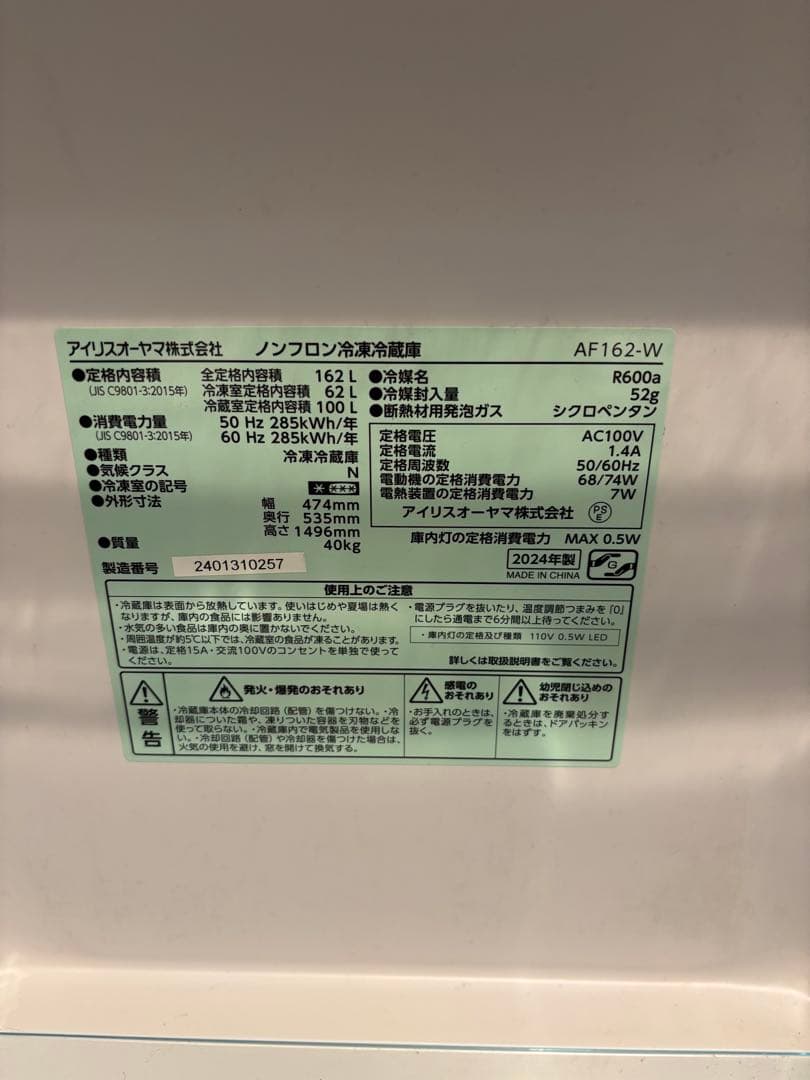 アイリスオーヤマ株式会社 ノンフロン冷凍冷蔵庫 AF162-W
●定格内容積 全定格内容積 162 L
(JIS C9801-3:2015年) 冷凍室定格内容積 62 L
冷蔵室定格内容積 100 L
●消費電力量 50 Hz 285kWh/年
(JIS C9801-3:2015年) 60 Hz 285kWh/年
●種類 冷凍冷蔵庫
●気候クラス N
●冷凍室の記号
●外形寸法 幅 474mm
奥行 535mm
高さ 1496mm
●質量 40kg
製造番号 2401310257
●冷媒名 R600a
●冷媒封入量 52g
●断熱材用発泡ガス シクロペンタン
定格電圧 AC100V
定格電流 1.4A
定格周波数 50/60Hz
電動機の定格消費電力 68/74W
電熱装置の定格消費電力 7W
アイリスオーヤマ株式会社 PS E
庫内灯の定格消費電力 MAX 0.5W
2024年製
MADE IN CHINA
G
使用上のご注意
・冷蔵庫は表面から放熱しています。使いはじめや夏場は熱く
なりますが、庫内の食品には影響ありません。
・水気の多い食品は庫内の奥に置かないでください。
・周囲温度が約5℃以下では、冷蔵室の食品が凍ることがあります。
・電源は、定格15A・交流100Vのコンセントを単独で使って
ください。
・電源プラグを抜いたり、温度調節つまみを「0」
にしたら通電まで6分間以上待ってください。
・庫内灯の定格及び種類 110V 0.5W LED
詳しくは取扱説明書をご覧ください。
警告
発火・爆発のおそれあり
・冷蔵庫本体の冷却回路（配管）を傷つけない。・冷
却器についた霜や、凍りついた容器を刃物などを
使って取らない。・冷蔵庫内で電気製品を使用しな
い。・冷却回路（配管）や冷却器を傷つけた場合は、
火気の使用を避け、窓を開けて換気する。
感電の
おそれあり
・お手入れのときは、
必ず電源プラグを
抜く。
幼児閉じ込めの
おそれあり
・冷蔵庫を廃棄処分す
るときは、ドアパッキン
をはずす。